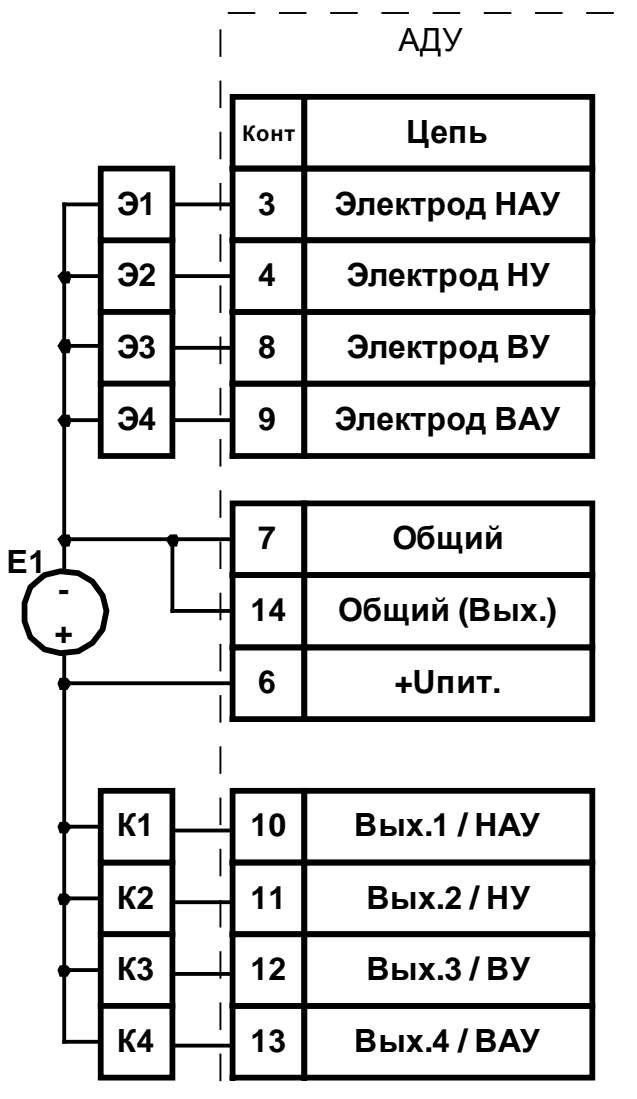 АДУ
Конт Цепь
Э1 3 Электрод НАУ
Э2 4 Электрод НУ
Э3 8 Электрод ВУ
Э4 9 Электрод ВАУ
7 Общий
E1
-
14 Общий (Вых.)
+
6 +Uпит.
К1 10 Вых.1 / НАУ
К2 11 Вых.2 / НУ
К3 12 Вых.3 / ВУ
К4 13 Вых.4 / ВАУ